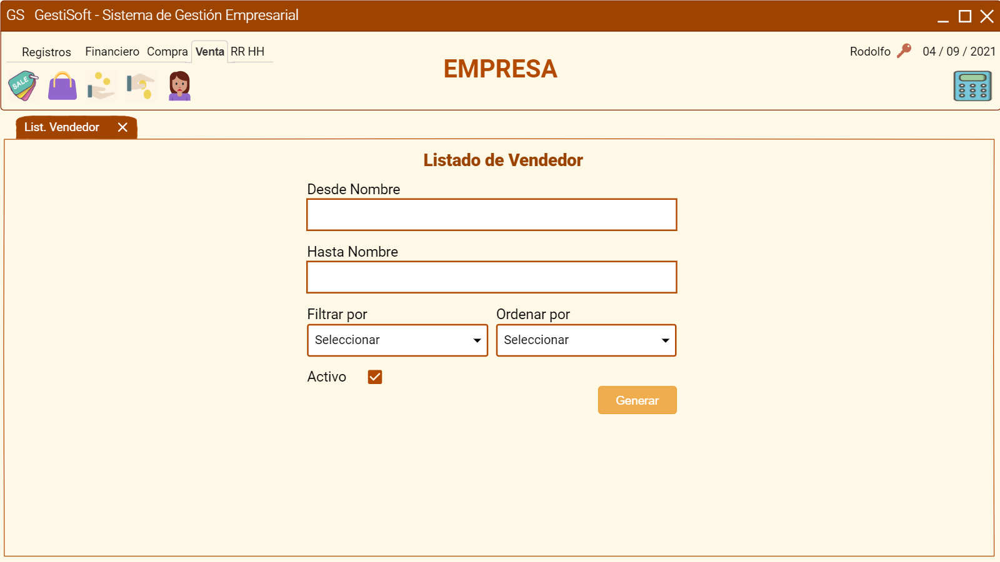 GS GestiSoft - Sistema de Gestión Empresarial
Registros Financiero Compra Venta RR HH
Rodolfo 04 / 09 / 2021
EMPRESA
SALE
List. Vendedor
Listado de Vendedor
Desde Nombre
Hasta Nombre
Filtrar por Ordenar por
Seleccionar Seleccionar
Activo
Generar